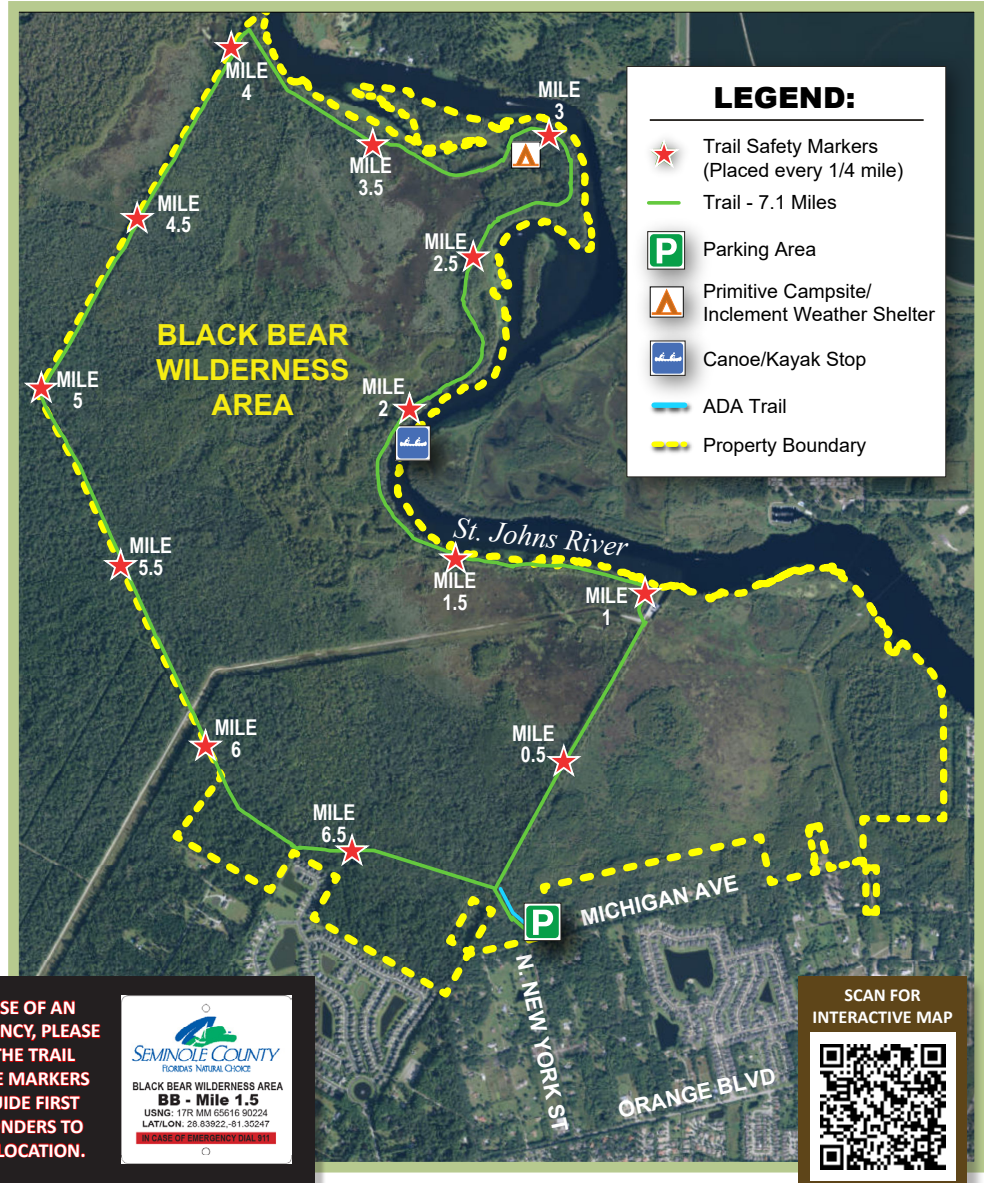 MILE
4
MILE
3
MILE
3.5
MILE
4.5
MILE
2.5
BLACK BEAR
WILDERNESS
AREA
MILE
5
MILE
2
St. Johns River
MILE
5.5
MILE
1.5
MILE
1
MILE
6
MILE
0.5
MILE
6.5
P
MICHIGAN AVE
N. NEW YORK ST
ORANGE BLVD
LEGEND:
Trail Safety Markers
(Placed every 1/4 mile)
Trail - 7.1 Miles
P
Parking Area
Primitive Campsite/
Inclement Weather Shelter
Canoe/Kayak Stop
ADA Trail
Property Boundary
SE OF AN
NCY, PLEASE
THE TRAIL
E MARKERS
UIDE FIRST
ONDERS TO
LOCATION.
SEMINOLE COUNTY
FLORIDA'S NATURAL CHOICE
BLACK BEAR WILDERNESS AREA
BB - Mile 1.5
USNG: 17R MM 65616 90224
LAT/LON. 28.83922,-81.35247
IN CASE OF EMERGENCY DIAL 911
SCAN FOR
INTERACTIVE MAP